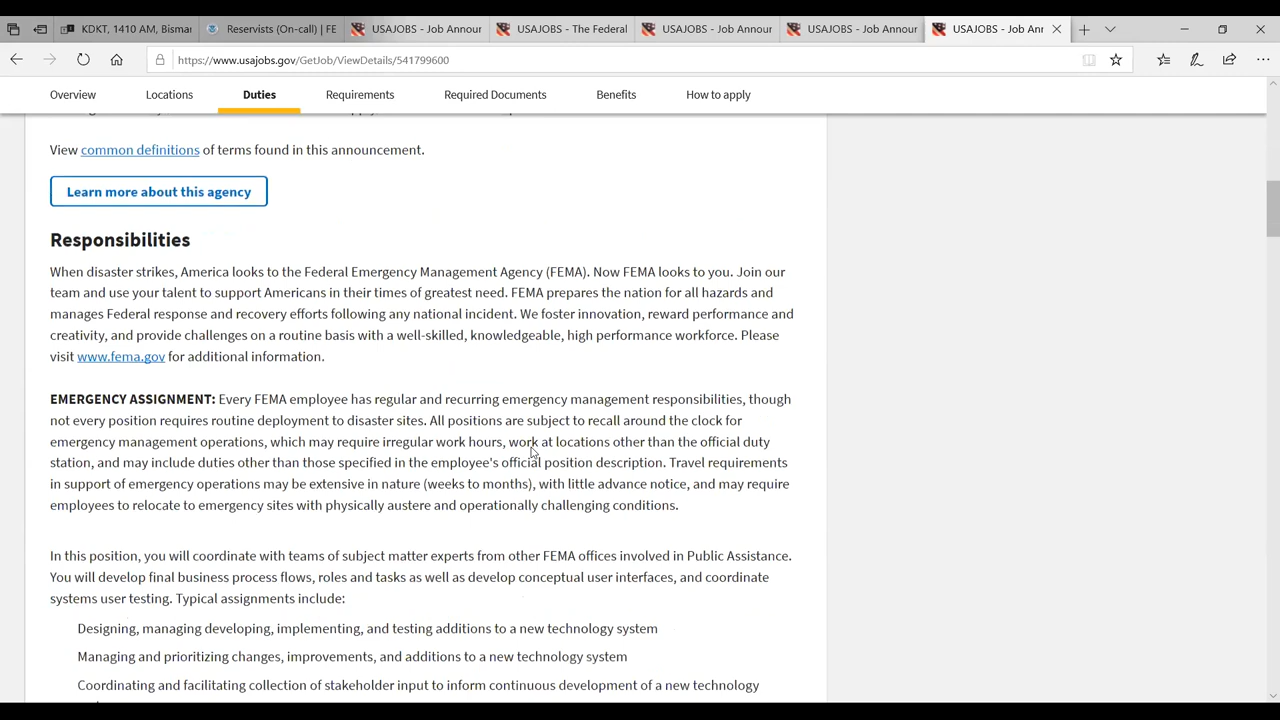 KDKT, 1410 AM, Bismar
Reservists (On-call) | FE
USAJOBS - Job Announ
USAJOBS - The Federal
USAJOBS - Job Announ
USAJOBS - Job Announ
USAJOBS - Job Anr
https://www.usajobs.gov/GetJob/ViewDetails/541799600
Overview
Locations
Duties
Requirements
Required Documents
Benefits
How to apply
View common definitions of terms found in this announcement.
Learn more about this agency
Responsibilities
When disaster strikes, America looks to the Federal Emergency Management Agency (FEMA). Now FEMA looks to you. Join our
team and use your talent to support Americans in their times of greatest need. FEMA prepares the nation for all hazards and
manages Federal response and recovery efforts following any national incident. We foster innovation, reward performance and
creativity, and provide challenges on a routine basis with a well-skilled, knowledgeable, high performance workforce. Please
visit www.fema.gov for additional information.
EMERGENCY ASSIGNMENT: Every FEMA employee has regular and recurring emergency management responsibilities, though
not every position requires routine deployment to disaster sites. All positions are subject to recall around the clock for
emergency management operations, which may require irregular work hours, work at locations other than the official duty
station, and may include duties other than those specified in the employee's official position description. Travel requirements
in support of emergency operations may be extensive in nature (weeks to months), with little advance notice, and may require
employees to relocate to emergency sites with physically austere and operationally challenging conditions.
In this position, you will coordinate with teams of subject matter experts from other FEMA offices involved in Public Assistance.
You will develop final business process flows, roles and tasks as well as develop conceptual user interfaces, and coordinate
systems user testing. Typical assignments include:
Designing, managing developing, implementing, and testing additions to a new technology system
Managing and prioritizing changes, improvements, and additions to a new technology system
Coordinating and facilitating collection of stakeholder input to inform continuous development of a new technology